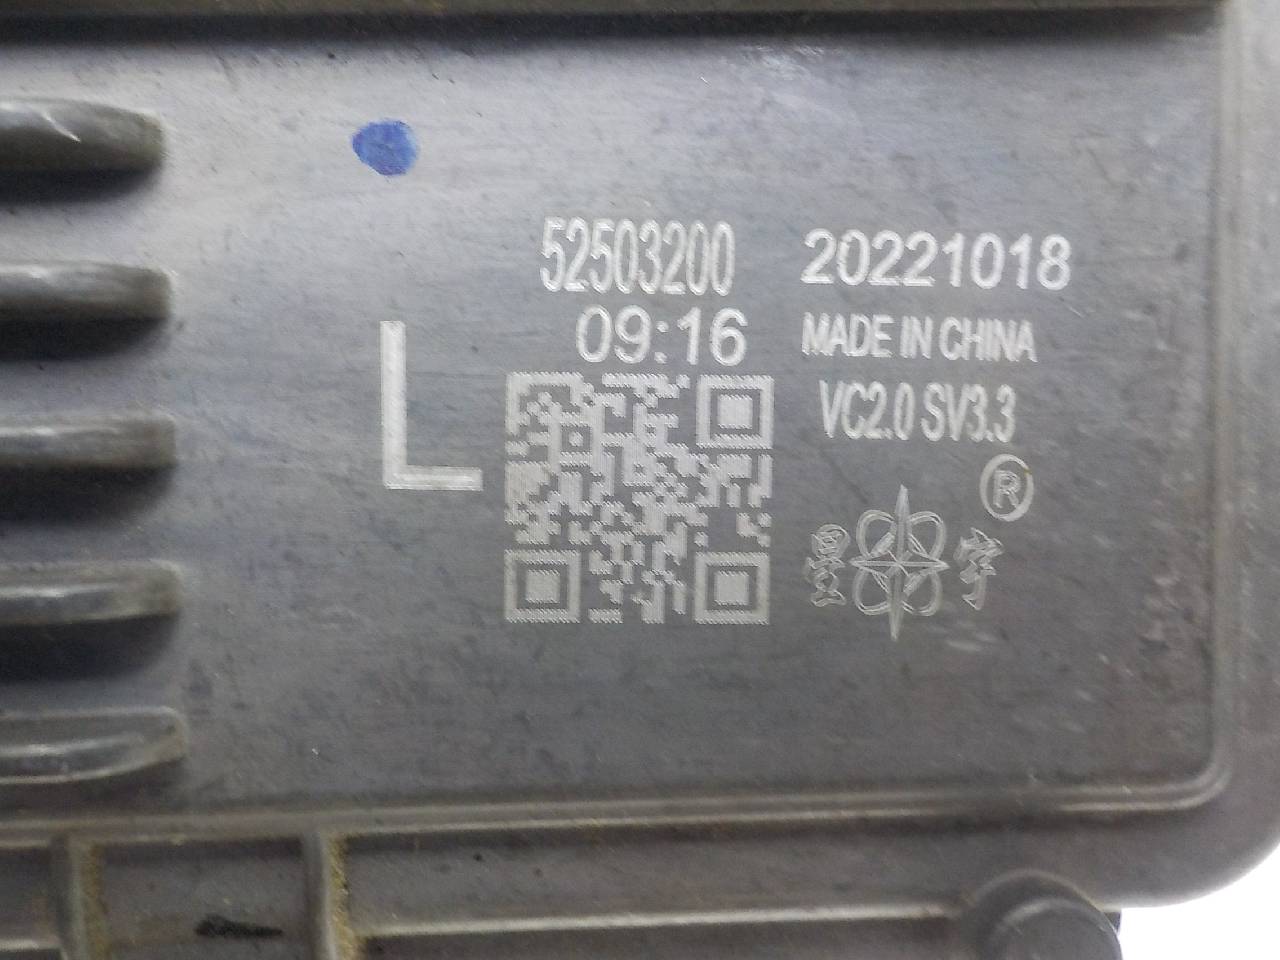 52503200 20221018
09:16 MADE IN CHINA
L
VC2.0 SV3.3
®
星宇